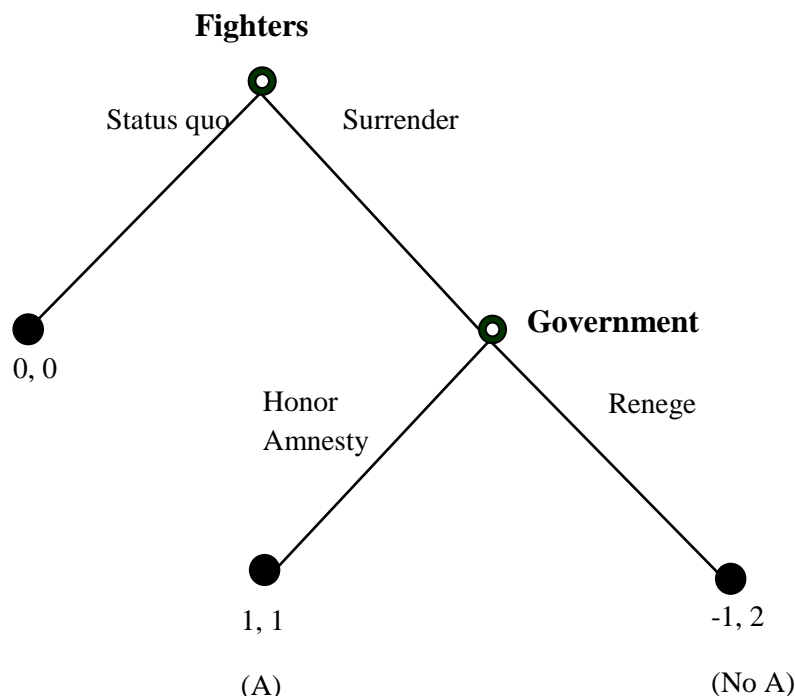 Fighters
Status quo
Surrender
Government
0, 0
Honor
Amnesty
Renege
1, 1
-1, 2
(A)
(No A)